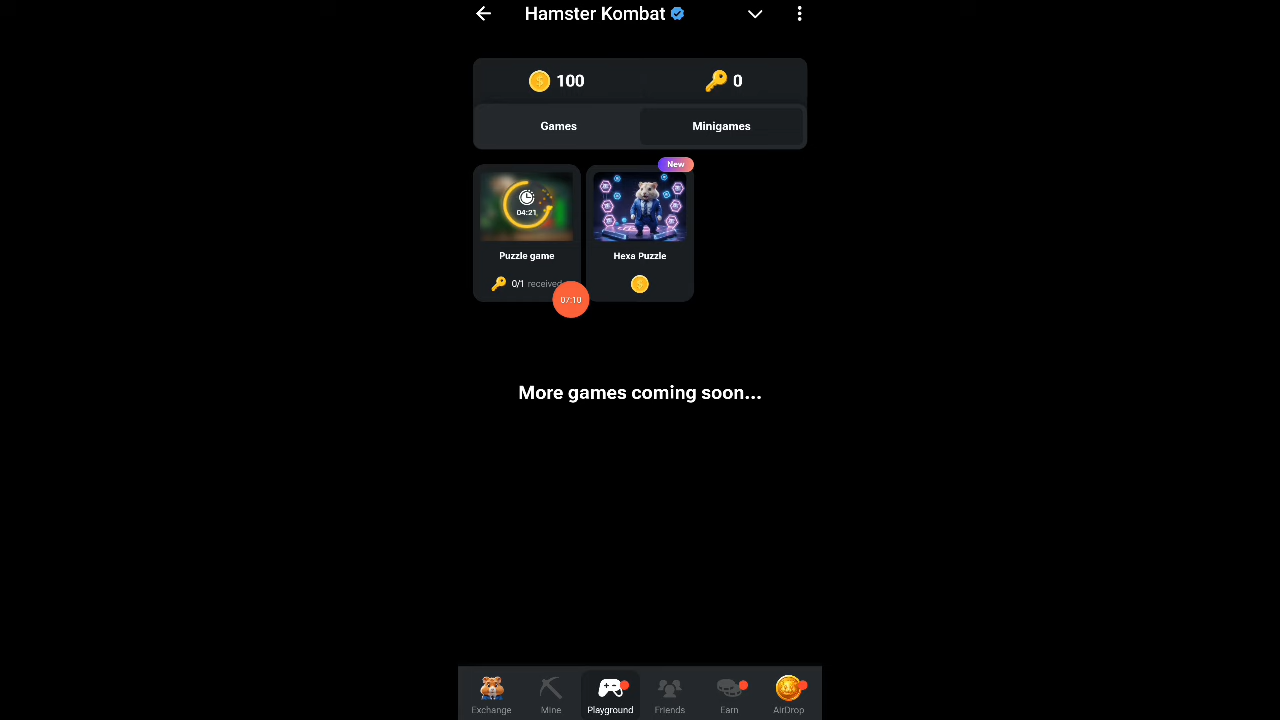 Hamster Kombat
100
0
Games
Minigames
New
04:21
Puzzle game
Hexa Puzzle
0/1 received
07:10
More games coming soon...
Exchange
Mine
Playground
Friends
Earn
AirDrop